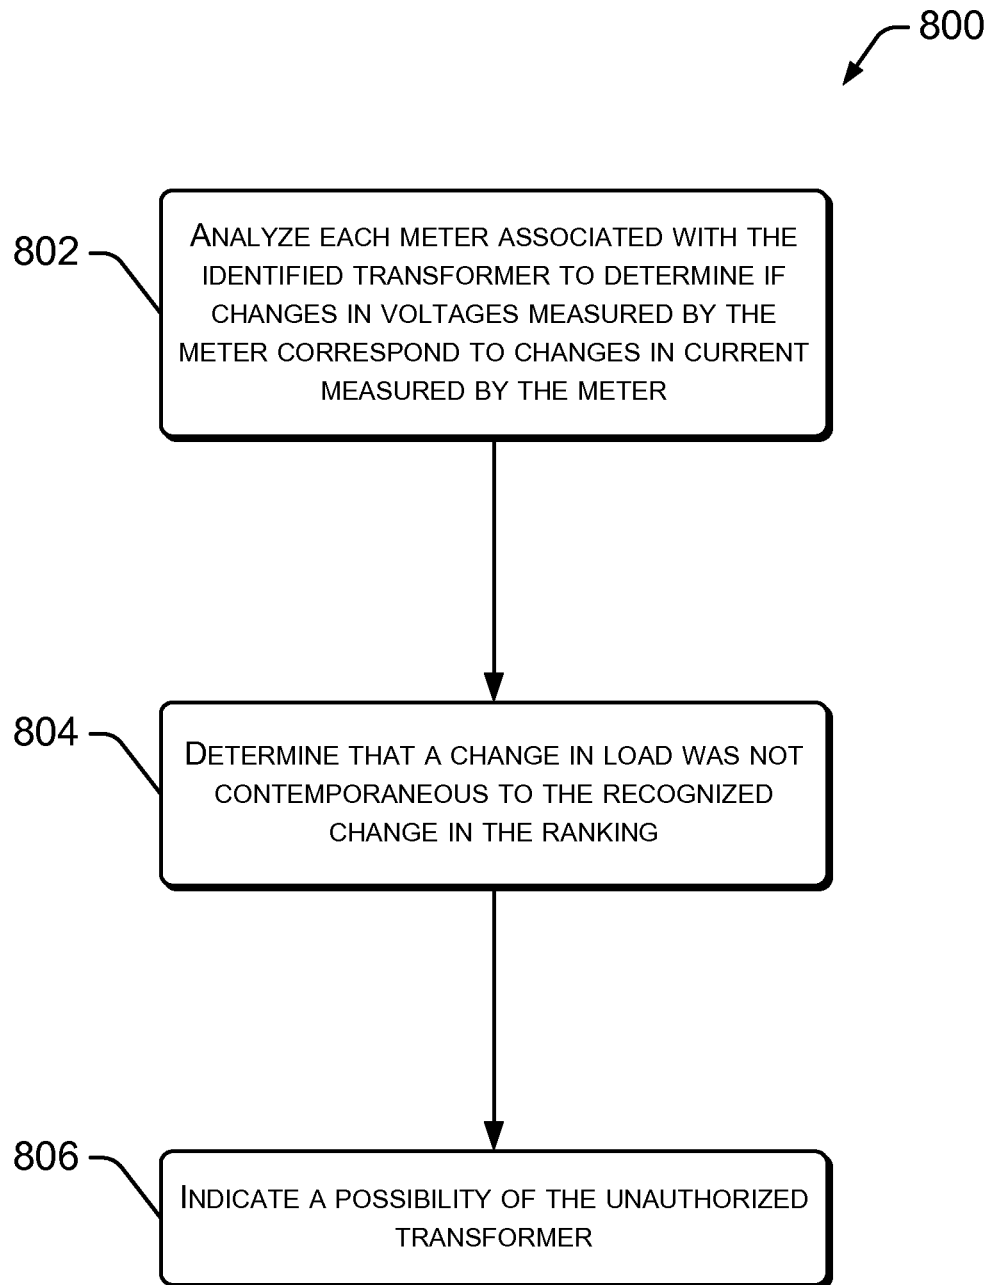 800
802
ANALYZE EACH METER ASSOCIATED WITH THE
IDENTIFIED TRANSFORMER TO DETERMINE IF
CHANGES IN VOLTAGES MEASURED BY THE
METER CORRESPOND TO CHANGES IN CURRENT
MEASURED BY THE METER
804
DETERMINE THAT A CHANGE IN LOAD WAS NOT
CONTEMPORANEOUS TO THE RECOGNIZED
CHANGE IN THE RANKING
806
INDICATE A POSSIBILITY OF THE UNAUTHORIZED
TRANSFORMER